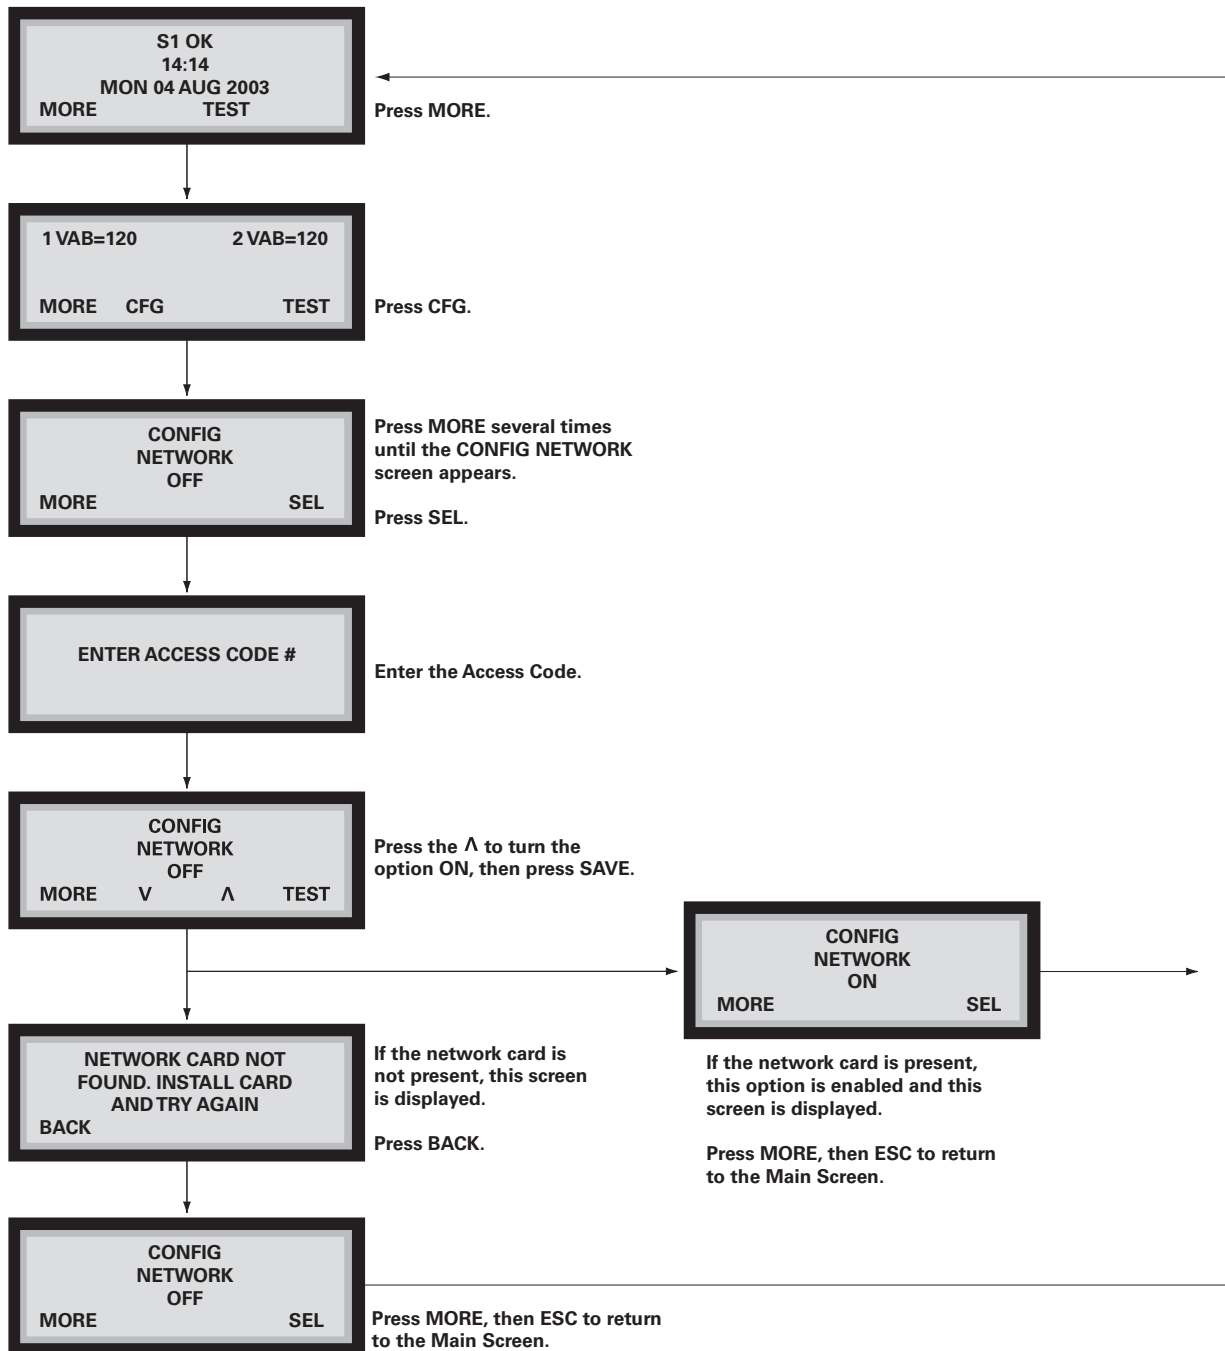 S1 OK
14:14
MON 04 AUG 2003
MORE TEST
Press MORE.
1 VAB=120 2 VAB=120
MORE CFG TEST
Press CFG.
CONFIG
NETWORK
OFF
MORE SEL
Press MORE several times
until the CONFIG NETWORK
screen appears.
Press SEL.
ENTER ACCESS CODE #
Enter the Access Code.
CONFIG
NETWORK
OFF
MORE V Λ TEST
Press the Λ to turn the
option ON, then press SAVE.
CONFIG
NETWORK
ON
MORE SEL
If the network card is present,
this option is enabled and this
screen is displayed.
Press MORE, then ESC to return
to the Main Screen.
NETWORK CARD NOT
FOUND. INSTALL CARD
AND TRY AGAIN
BACK
If the network card is
not present, this screen
is displayed.
Press BACK.
CONFIG
NETWORK
OFF
MORE SEL
Press MORE, then ESC to return
to the Main Screen.